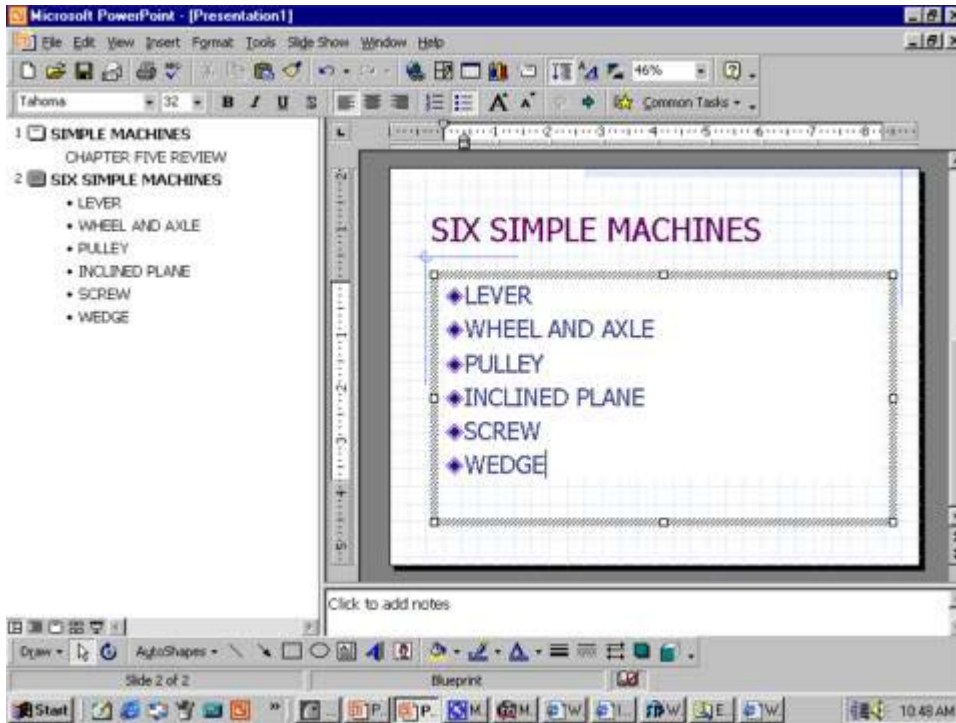 Microsoft PowerPoint - [Presentation1]
File Edit View Insert Format Tools Slide Show Window Help
46%
Tahoma 32 B I U S A A Common Tasks
1 SIMPLE MACHINES
CHAPTER FIVE REVIEW
2 SIX SIMPLE MACHINES
• LEVER
• WHEEL AND AXLE
• PULLEY
• INCLINED PLANE
• SCREW
• WEDGE
SIX SIMPLE MACHINES
LEVER
WHEEL AND AXLE
PULLEY
INCLINED PLANE
SCREW
WEDGE
Click to add notes
Draw AutoShapes
Slide 2 of 2 Blueprint
Start P. P. M. M. W 1... W. E. W. 10:48 AM